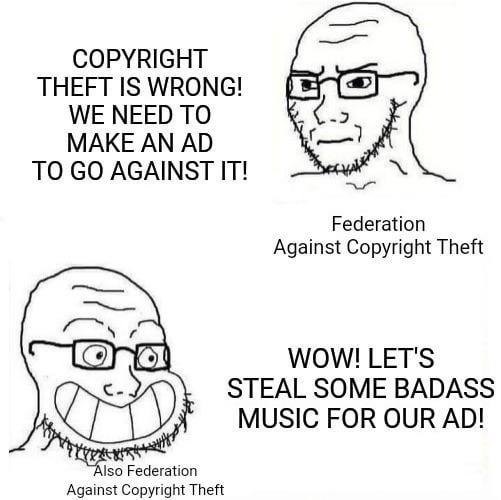 COPYRIGHT
THEFT IS WRONG!
WE NEED TO
MAKE AN AD
TO GO AGAINST IT!
Federation
Against Copyright Theft
WOW! LET'S
STEAL SOME BADASS
MUSIC FOR OUR AD!
Also Federation
Against Copyright Theft